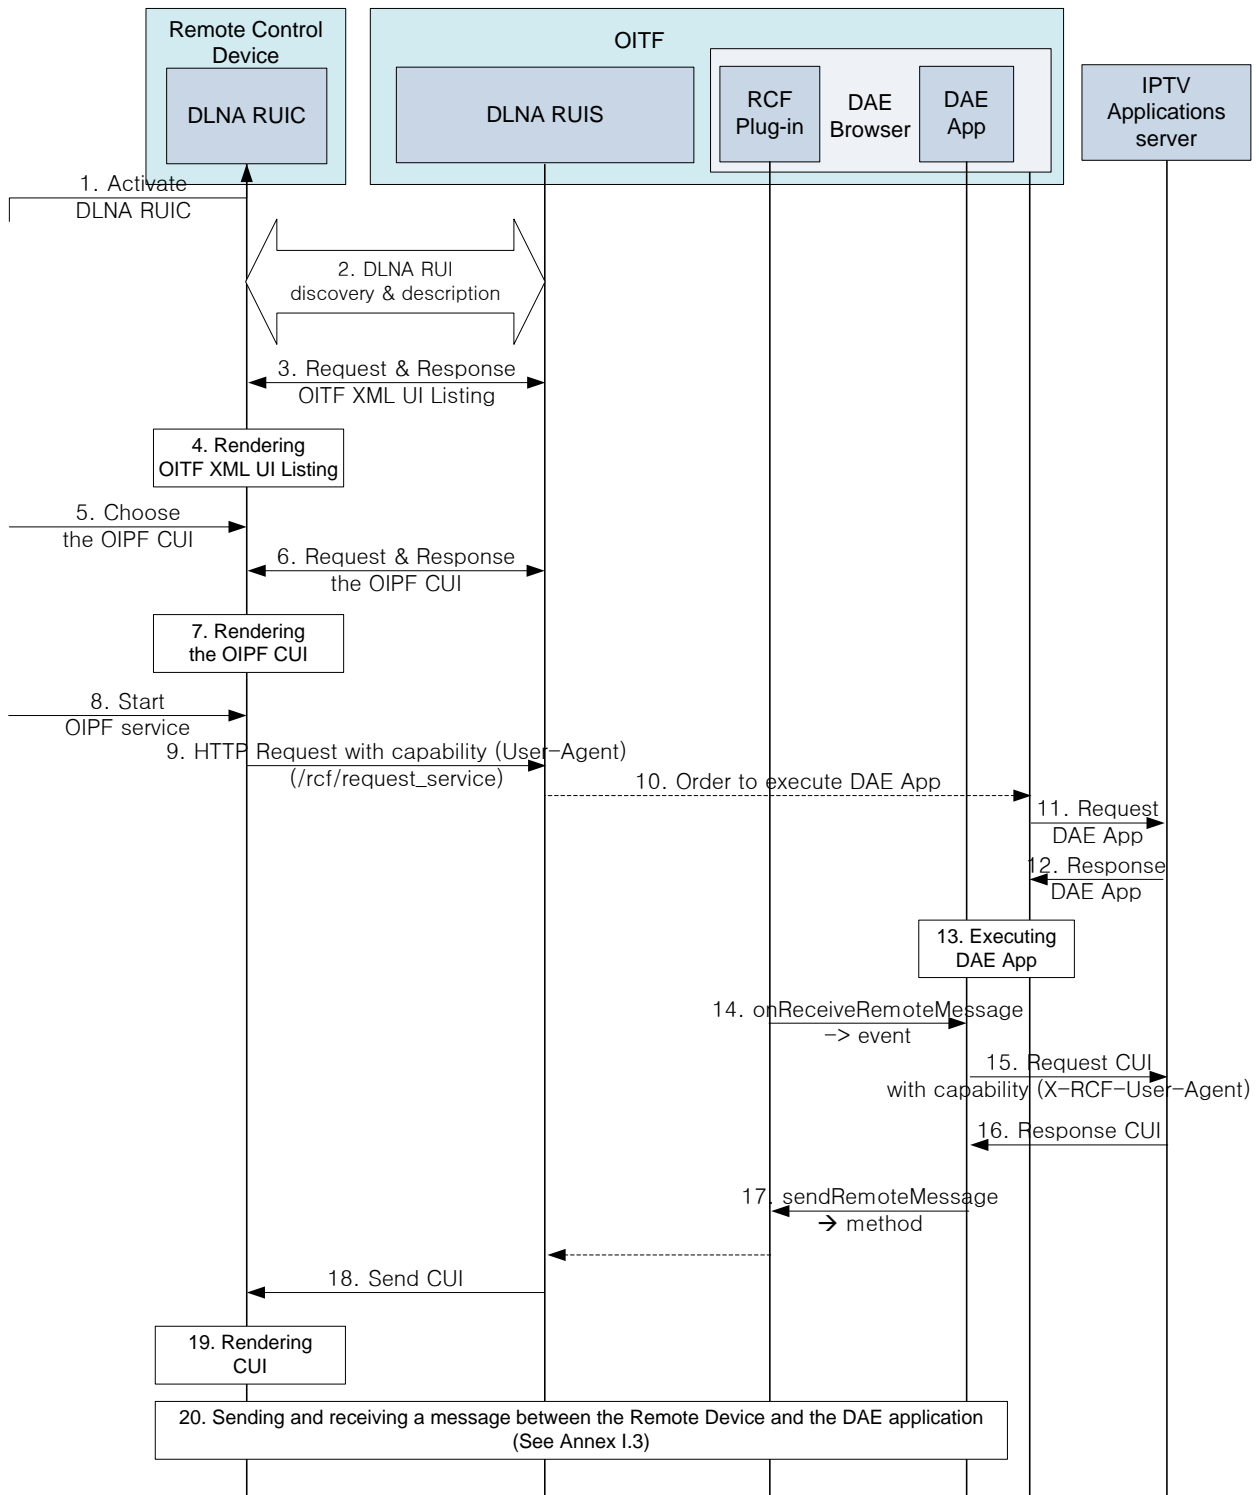 Remote Control
Device
DLNA RUIC
OITF
DLNA RUIS
RCF
Plug-in
DAE
Browser
DAE
App
IPTV
Applications
server
1. Activate
DLNA RUIC
2. DLNA RUI
discovery & description
3. Request & Response
OITF XML UI Listing
4. Rendering
OITF XML UI Listing
5. Choose
the OIPF CUI
6. Request & Response
the OIPF CUI
7. Rendering
the OIPF CUI
8. Start
OIPF service
9. HTTP Request with capability (User-Agent)
(/rcf/request_service)
10. Order to execute DAE App
11. Request
DAE App
12. Response
DAE App
13. Executing
DAE App
14. onReceiveRemoteMessage
-> event
15. Request CUI
with capability (X-RCF-User-Agent)
16. Response CUI
17. sendRemoteMessage
→ method
18. Send CUI
19. Rendering
CUI
20. Sending and receiving a message between the Remote Device and the DAE application
(See Annex I.3)